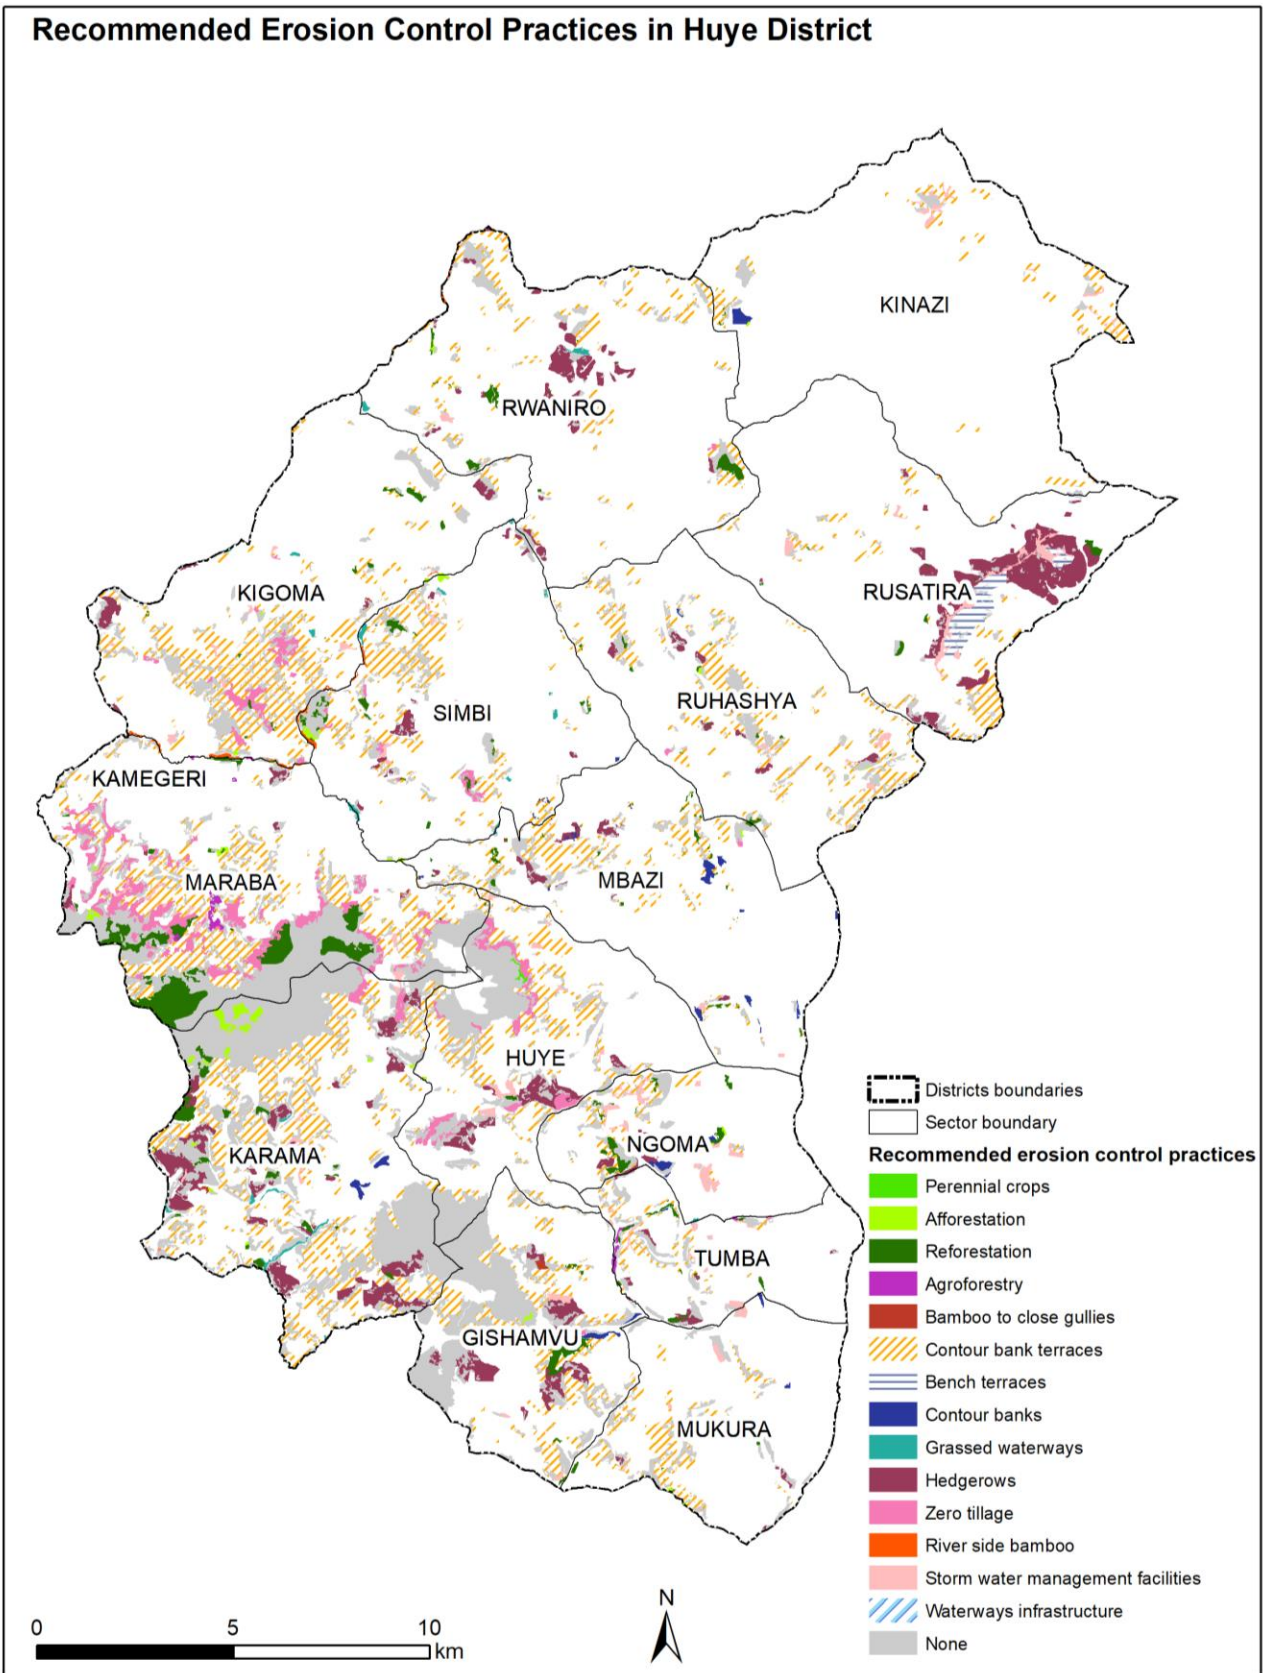 Recommended Erosion Control Practices in Huye District
KINAZI
RWANIRO
KIGOMA
RUSATIRA
SIMBI
RUHASHYA
KAMEGERI
MARABA
MBAZI
HUYE
NGOMA
KARAMA
TUMBA
GISHAMVU
MUKURA
Districts boundaries
Sector boundary
Recommended erosion control practices
Perennial crops
Afforestation
Reforestation
Agroforestry
Bamboo to close gullies
Contour bank terraces
Bench terraces
Contour banks
Grassed waterways
Hedgerows
Zero tillage
River side bamboo
Storm water management facilities
Waterways infrastructure
None
N
0 5 10
km